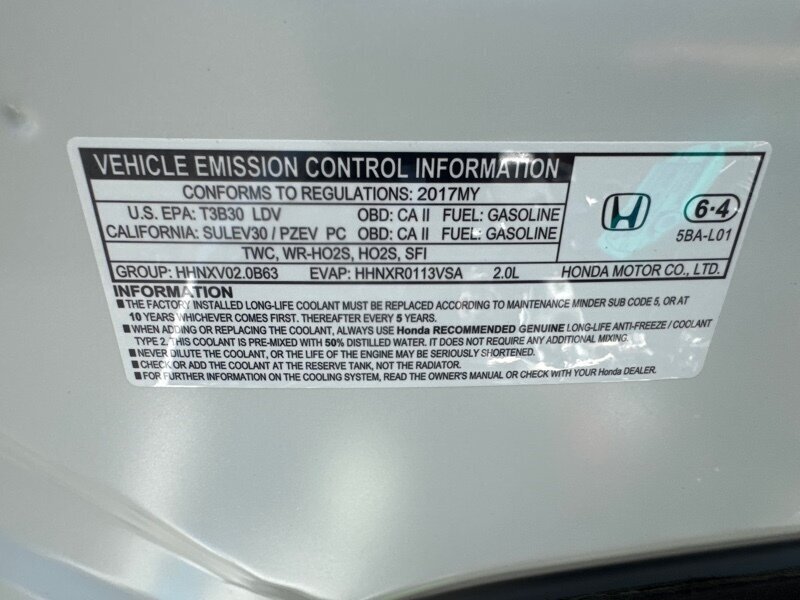 VEHICLE EMISSION CONTROL INFORMATION
CONFORMS TO REGULATIONS: 2017MY
U.S. EPA: T3B30 LDV OBD: CA II FUEL: GASOLINE
CALIFORNIA: SULEV30 / PZEV PC OBD: CA II FUEL: GASOLINE
TWC, WR-HO2S, HO2S, SFI
GROUP: HHNXV02.0B63 EVAP: HHNXR0113VSA 2.0L
6·4
5BA-L01
HONDA MOTOR CO., LTD.
INFORMATION
■THE FACTORY INSTALLED LONG-LIFE COOLANT MUST BE REPLACED ACCORDING TO MAINTENANCE MINDER SUB CODE 5, OR AT
10 YEARS WHICHEVER COMES FIRST. THEREAFTER EVERY 5 YEARS.
■WHEN ADDING OR REPLACING THE COOLANT, ALWAYS USE Honda RECOMMENDED GENUINE LONG-LIFE ANTI-FREEZE / COOLANT
TYPE 2. THIS COOLANT IS PRE-MIXED WITH 50% DISTILLED WATER. IT DOES NOT REQUIRE ANY ADDITIONAL MIXING.
■NEVER DILUTE THE COOLANT, OR THE LIFE OF THE ENGINE MAY BE SERIOUSLY SHORTENED.
■CHECK OR ADD THE COOLANT AT THE RESERVE TANK, NOT THE RADIATOR.
■FOR FURTHER INFORMATION ON THE COOLING SYSTEM, READ THE OWNER'S MANUAL OR CHECK WITH YOUR Honda DEALER.